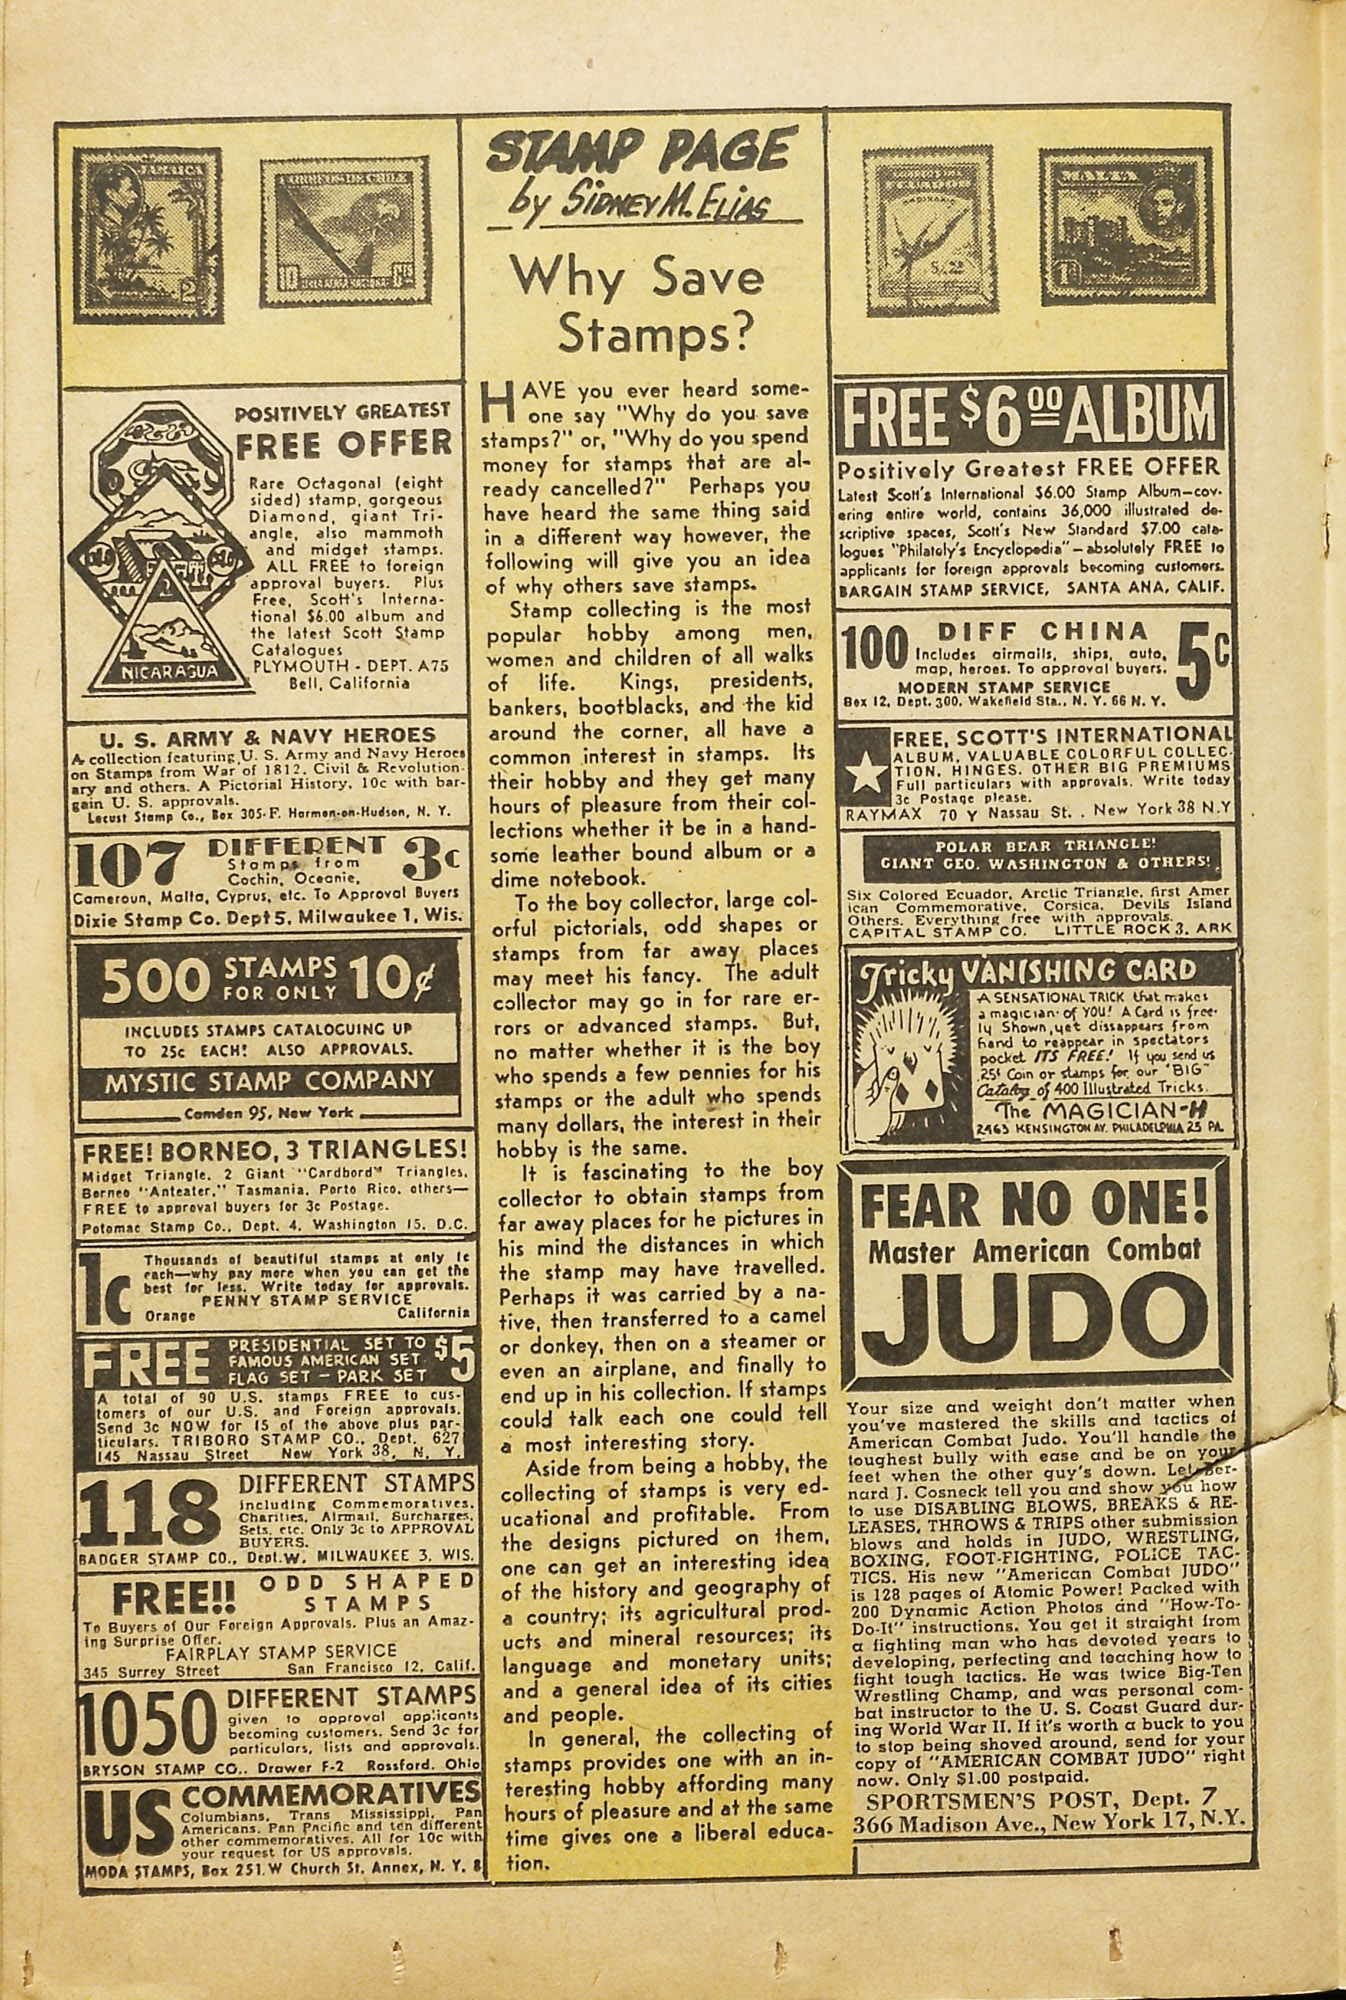 STAMP PAGE
by SIDNEY M. ELIAS
Why Save
Stamps?
HAVE you ever heard some-
one say "Why do you save
stamps?" or, "Why do you spend
money for stamps that are al-
ready cancelled?" Perhaps you
have heard the same thing said
in a different way however, the
following will give you an idea
of why others save stamps.
Stamp collecting is the most
popular hobby among men,
women and children of all walks
of life. Kings, presidents,
bankers, bootblacks, and the kid
around the corner, all have a
common interest in stamps. Its
their hobby and they get many
hours of pleasure from their col-
lections whether it be in a hand-
some leather bound album or a
dime notebook.
To the boy collector, large col-
orful pictorials, odd shapes or
stamps from far away places
may meet his fancy. The adult
collector may go in for rare er-
rors or advanced stamps. But,
no matter whether it is the boy
who spends a few pennies for his
stamps or the adult who spends
many dollars, the interest in their
hobby is the same.
It is fascinating to the boy
collector to obtain stamps from
far away places for he pictures in
his mind the distances in which
the stamp may have travelled.
Perhaps it was carried by a na-
tive, then transferred to a camel
or donkey, then on a steamer or
even an airplane, and finally to
end up in his collection. If stamps
could talk each one could tell
a most interesting story.
Aside from being a hobby, the
collecting of stamps is very ed-
ucational and profitable. From
the designs pictured on them,
one can get an interesting idea
of the history and geography of
a country; its agricultural prod-
ucts and mineral resources; its
language and monetary units;
and a general idea of its cities
and people.
In general, the collecting of
stamps provides one with an in-
teresting hobby affording many
hours of pleasure and at the same
time gives one a liberal educa-
tion.
JAMAICA
2
CORREOS DE CHILE
10 CTS
POSITIVELY GREATEST
FREE OFFER
Rare Octagonal (eight
sided) stamp, gorgeous
Diamond, giant Tri-
angle, also mammoth
and midget stamps.
ALL FREE to foreign
approval buyers. Plus
Free, Scott's Interna-
tional $6.00 album and
the latest Scott Stamp
Catalogues
PLYMOUTH - DEPT. A75
Bell, California
NICARAGUA
U. S. ARMY & NAVY HEROES
A collection featuring U. S. Army and Navy Heroes
on Stamps from War of 1812, Civil & Revolution-
ary and others. A Pictorial History, 10c with bar-
gain U. S. approvals.
Locust Stamp Co., Box 305-F, Harmon-on-Hudson, N. Y.
107 DIFFERENT 3c
Stamps from
Cochin, Oceanie,
Cameroun, Malta, Cyprus, etc. To Approval Buyers
Dixie Stamp Co. Dept 5, Milwaukee 1, Wis.
500 STAMPS FOR ONLY 10¢
INCLUDES STAMPS CATALOGUING UP
TO 25c EACH! ALSO APPROVALS.
MYSTIC STAMP COMPANY
Camden 95, New York
FREE! BORNEO, 3 TRIANGLES!
Midget Triangle, 2 Giant "Cardbord" Triangles,
Borneo "Anteater," Tasmania, Porto Rico, others—
FREE to approval buyers for 3c Postage.
Potomac Stamp Co., Dept. 4, Washington 15, D.C.
1c
Thousands of beautiful stamps at only 1c
each—why pay more when you can get the
best for less. Write today for approvals.
PENNY STAMP SERVICE
Orange California
FREE PRESIDENTIAL SET TO $5
FAMOUS AMERICAN SET
FLAG SET - PARK SET
A total of 90 U.S. stamps FREE to cus-
tomers of our U.S. and Foreign approvals.
Send 3c NOW for 15 of the above plus par-
ticulars. TRIBORO STAMP CO., Dept. 627
145 Nassau Street New York 38, N. Y.
118 DIFFERENT STAMPS
including Commemoratives,
Charities, Airmail, Surcharges,
Sets, etc. Only 3c to APPROVAL
BUYERS.
BADGER STAMP CO., Dept. W, MILWAUKEE 3, WIS.
FREE!! ODD SHAPED
STAMPS
To Buyers of Our Foreign Approvals. Plus an Amaz-
ing Surprise Offer.
FAIRPLAY STAMP SERVICE
345 Surrey Street San Francisco 12, Calif.
1050 DIFFERENT STAMPS
given to approval applicants
becoming customers. Send 3c for
particulars, lists and approvals.
BRYSON STAMP CO., Drawer F-2 Rossford, Ohio
US COMMEMORATIVES
Columbians, Trans Mississippi, Pan
Americans, Pan Pacific and ten different
other commemoratives. All for 10c with
your request for US approvals.
MODA STAMPS, Box 251, W Church St. Annex, N. Y. 8
ECUADOR
MALTA
FREE $6.00 ALBUM
Positively Greatest FREE OFFER
Latest Scott's International $6.00 Stamp Album—cov-
ering entire world, contains 36,000 illustrated de-
scriptive spaces, Scott's New Standard $7.00 cata-
logues "Philately's Encyclopedia"—absolutely FREE to
applicants for foreign approvals becoming customers.
BARGAIN STAMP SERVICE, SANTA ANA, CALIF.
100 DIFF CHINA 5c
Includes airmails, ships, auto,
map, heroes. To approval buyers.
MODERN STAMP SERVICE
Box 12, Dept. 300, Wakefield Sta., N. Y. 66 N. Y.
FREE, SCOTT'S INTERNATIONAL
ALBUM, VALUABLE COLORFUL COLLEC-
TION, HINGES. OTHER BIG PREMIUMS
Full particulars with approvals. Write today
3c Postage please.
RAYMAX 70 Y Nassau St., New York 38 N.Y
POLAR BEAR TRIANGLE!
GIANT GEO. WASHINGTON & OTHERS!
Six Colored Ecuador, Arctic Triangle, first Amer
ican Commemorative, Corsica, Devils Island
Others. Everything free with approvals.
CAPITAL STAMP CO. LITTLE ROCK 3, ARK
Tricky VANISHING CARD
A SENSATIONAL TRICK that makes
a magician of YOU! A Card is free-
ly Shown, yet dissappears from
hand to reappear in spectators
pocket ITS FREE! If you send us
25¢ Coin or stamps for our "BIG"
Catalog of 400 Illustrated Tricks.
The MAGICIAN-H
2463 KENSINGTON AV. PHILADELPHIA 25 PA.
FEAR NO ONE!
Master American Combat
JUDO
Your size and weight don't matter when
you've mastered the skills and tactics of
American Combat Judo. You'll handle the
toughest bully with ease and be on your
feet when the other guy's down. Let Ber-
nard J. Cosneck tell you and show you how
to use DISABLING BLOWS, BREAKS & RE-
LEASES, THROWS & TRIPS other submission
blows and holds in JUDO, WRESTLING,
BOXING, FOOT-FIGHTING, POLICE TAC-
TICS. His new "American Combat JUDO"
is 128 pages of Atomic Power! Packed with
200 Dynamic Action Photos and "How-To-
Do-It" instructions. You get it straight from
a fighting man who has devoted years to
developing, perfecting and teaching how to
fight tough tactics. He was twice Big-Ten
Wrestling Champ, and was personal com-
bat instructor to the U. S. Coast Guard dur-
ing World War II. If it's worth a buck to you
to stop being shoved around, send for your
copy of "AMERICAN COMBAT JUDO" right
now. Only $1.00 postpaid.
SPORTSMEN'S POST, Dept. 7
366 Madison Ave., New York 17, N.Y.